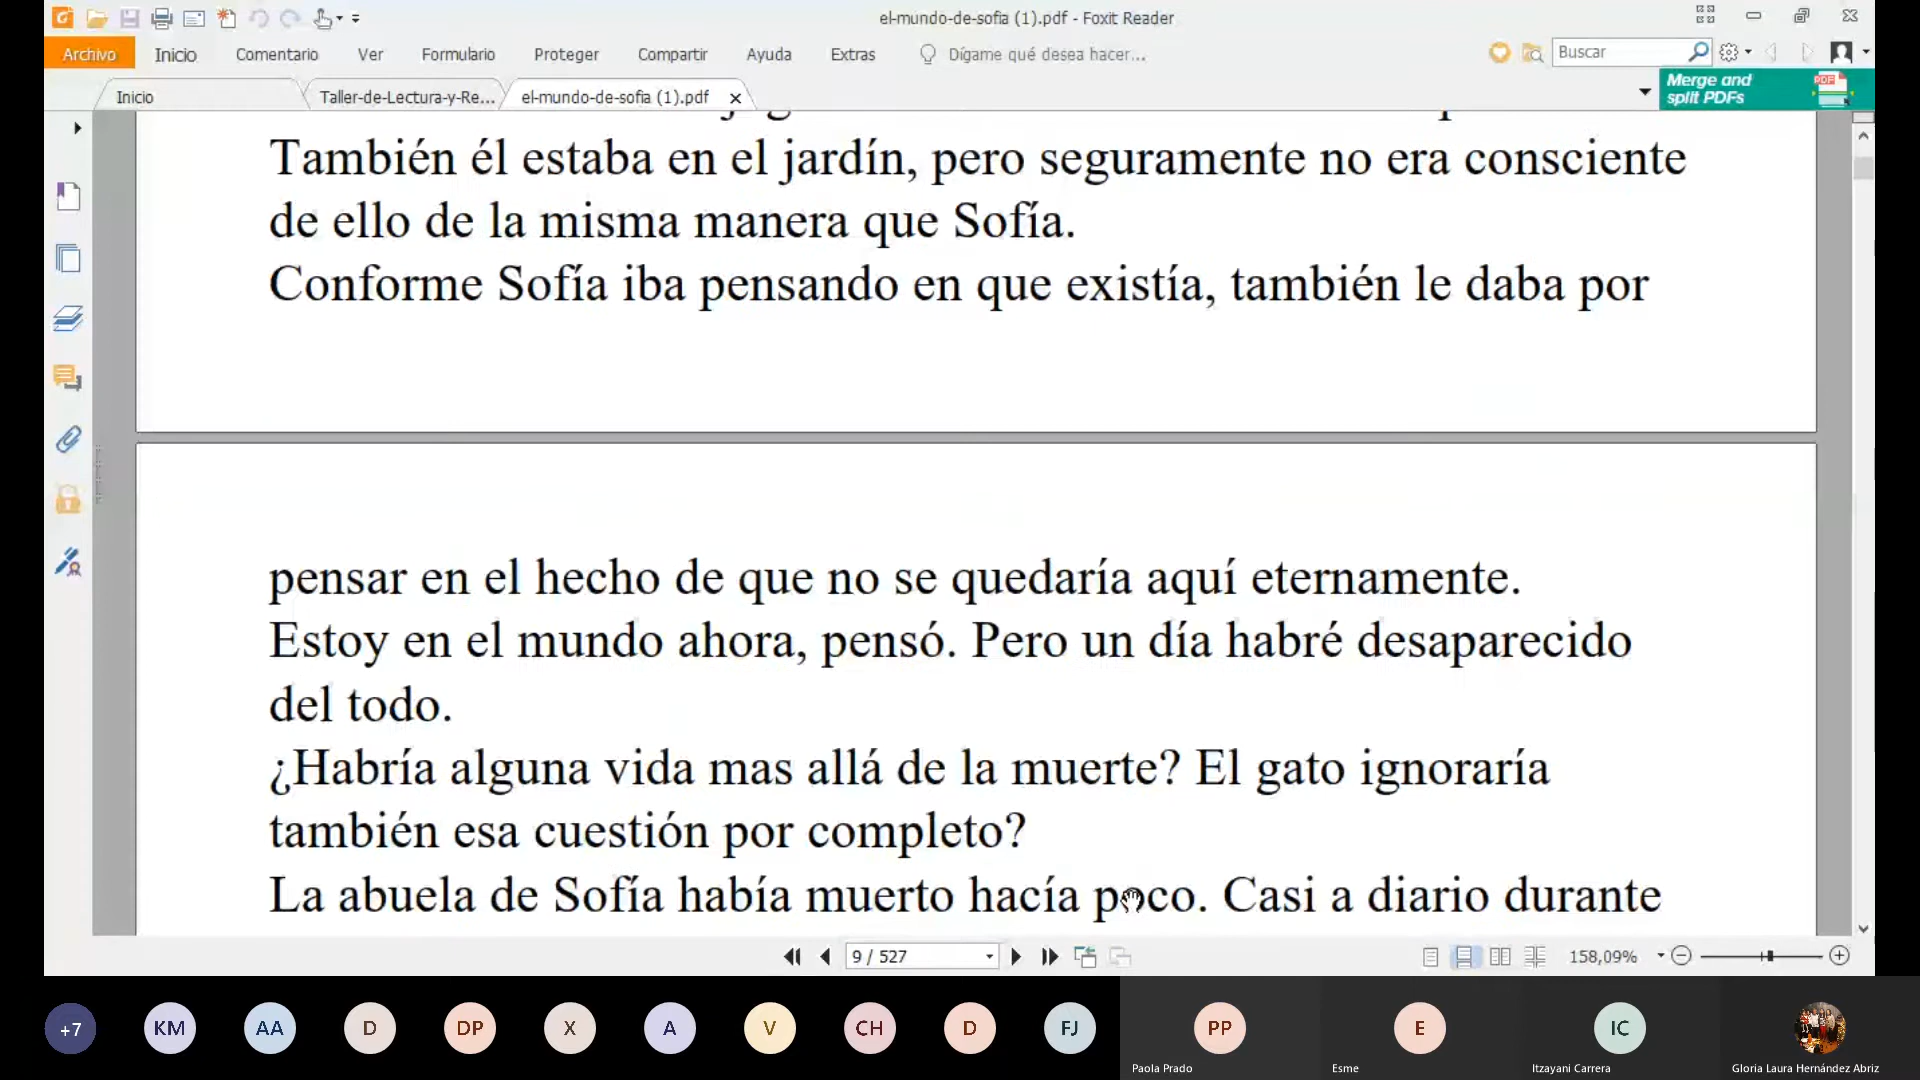 el-mundo-de-sofia (1).pdf - Foxit Reader
Archivo Inicio Comentario Ver Formulario Proteger Compartir Ayuda Extras Dígame qué desea hacer... Buscar
Inicio Taller-de-Lectura-y-Re... el-mundo-de-sofia (1).pdf
Merge and
split PDFs
PDF
También él estaba en el jardín, pero seguramente no era consciente
de ello de la misma manera que Sofía.
Conforme Sofía iba pensando en que existía, también le daba por
pensar en el hecho de que no se quedaría aquí eternamente.
Estoy en el mundo ahora, pensó. Pero un día habré desaparecido
del todo.
¿Habría alguna vida mas allá de la muerte? El gato ignoraría
también esa cuestión por completo?
La abuela de Sofía había muerto hacía poco. Casi a diario durante
9 / 527
158,09%
+7 KM AA D DP X A V CH D FJ PP E IC
Paola Prado Esme Itzayani Carrera Gloria Laura Hernández Abriz